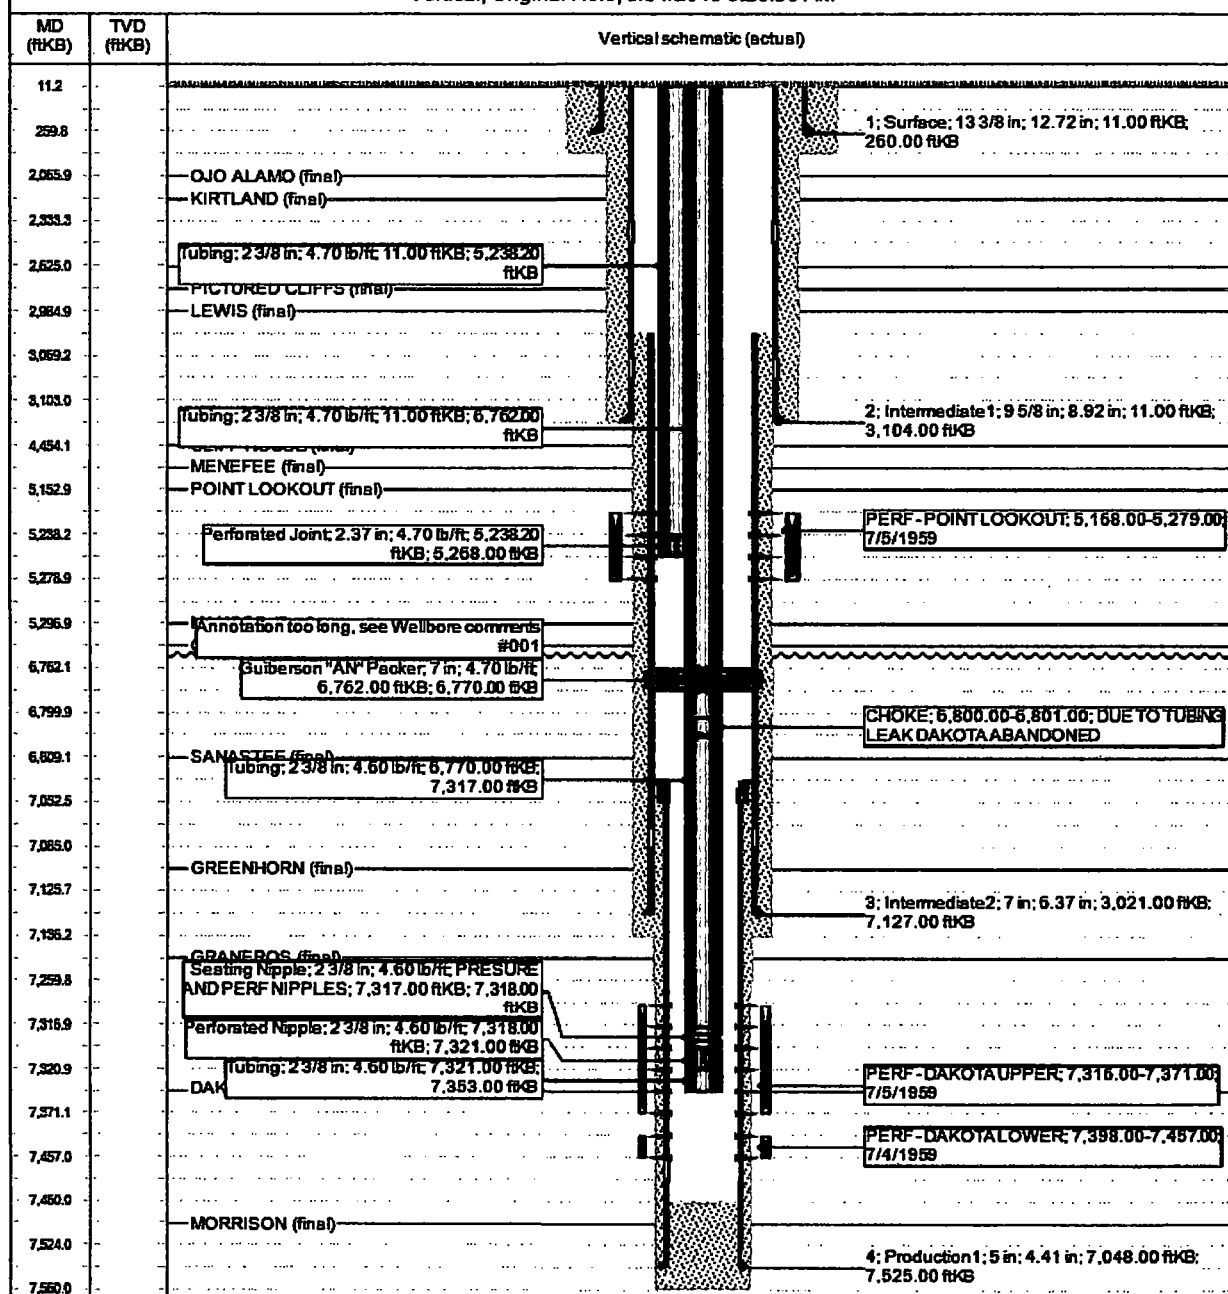 MD (ftKB)
TVD (ftKB)
Vertical schematic (actual)
11.2
1; Surface; 13 3/8 in; 12.72 in; 11.00 ftKB;
260.00 ftKB
259.8
2,065.9
OJO ALAMO (final)
KIRTLAND (final)
2,333.3
Tubing; 2 3/8 in; 4.70 lb/ft; 11.00 ftKB; 5,238.20
ftKB
2,625.0
PICTURED CLIFFS (final)
2,984.9
LEWIS (final)
3,059.2
3,103.0
Tubing; 2 3/8 in; 4.70 lb/ft; 11.00 ftKB; 6,762.00
ftKB
2; Intermediate1; 9 5/8 in; 8.92 in; 11.00 ftKB;
3,104.00 ftKB
4,454.1
MENEFEE (final)
5,152.9
POINT LOOKOUT (final)
5,238.2
Perforated Joint; 2.37 in; 4.70 lb/ft; 5,238.20
ftKB; 5,268.00 ftKB
PERF - POINT LOOKOUT; 5,168.00-5,279.00;
7/5/1959
5,278.9
5,296.9
Annotation too long, see Wellbore comments
#001
6,762.1
Guiberson "AN" Packer; 7 in; 4.70 lb/ft;
6,762.00 ftKB; 6,770.00 ftKB
6,799.9
CHOKE; 6,800.00-6,801.00; DUE TO TUBING
LEAK DAKOTA ABANDONED
6,809.1
SANASTEE (final)
Tubing; 2 3/8 in; 4.60 lb/ft; 6,770.00 ftKB;
7,317.00 ftKB
7,052.5
7,085.0
GREENHORN (final)
7,125.7
3; Intermediate2; 7 in; 6.37 in; 3,021.00 ftKB;
7,127.00 ftKB
7,136.2
GRANEROS (final)
7,259.8
Seating Nipple; 2 3/8 in; 4.60 lb/ft; PRESURE
AND PERF NIPPLES; 7,317.00 ftKB; 7,318.00
ftKB
7,316.9
Perforated Nipple; 2 3/8 in; 4.60 lb/ft; 7,318.00
ftKB; 7,321.00 ftKB
7,320.9
Tubing; 2 3/8 in; 4.60 lb/ft; 7,321.00 ftKB;
7,353.00 ftKB
DAK
PERF - DAKOTA UPPER; 7,316.00-7,371.00;
7/5/1959
7,371.1
PERF - DAKOTA LOWER; 7,398.00-7,457.00;
7/4/1959
7,457.0
7,460.0
MORRISON (final)
7,524.0
4; Production1; 5 in; 4.41 in; 7,048.00 ftKB;
7,525.00 ftKB
7,560.0